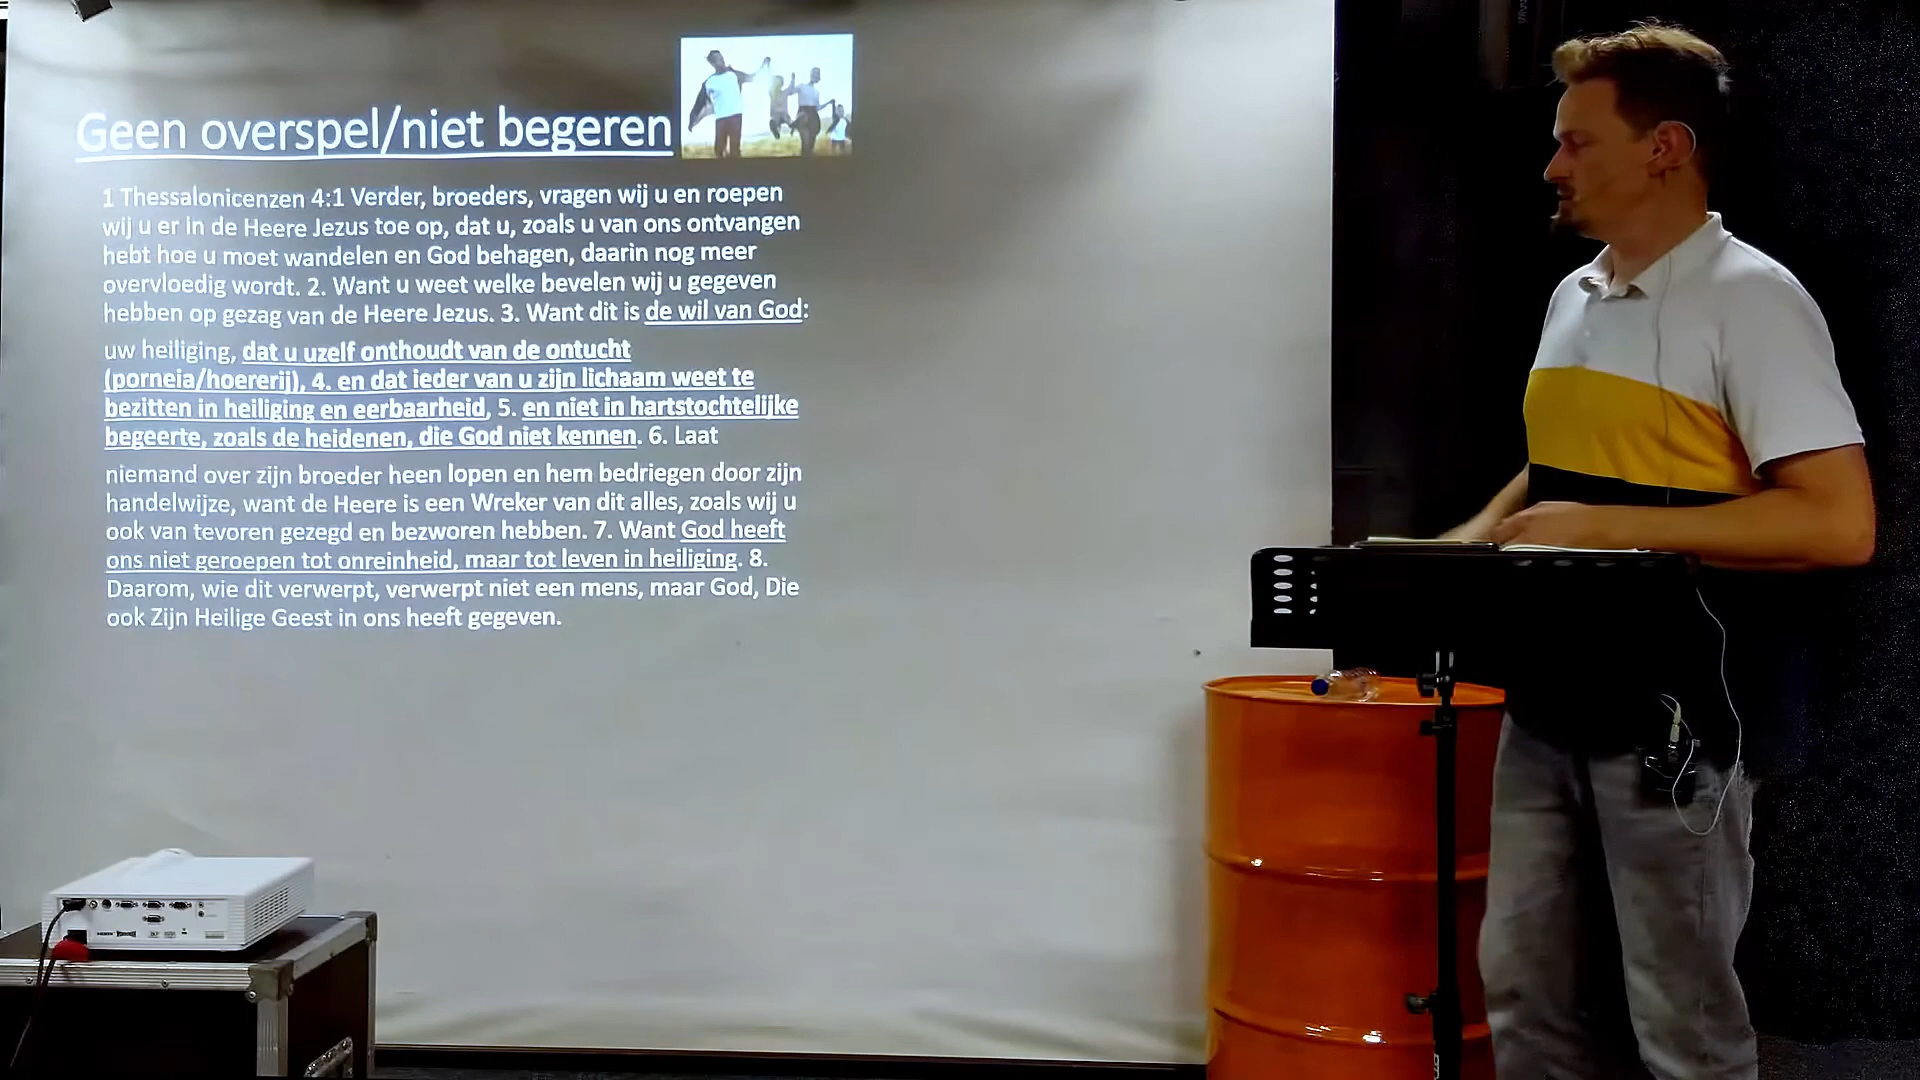 Geen overspel/niet begeren
1 Thessalonicenzen 4:1 Verder, broeders, vragen wij u en roepen
wij u er in de Heere Jezus toe op, dat u, zoals u van ons ontvangen
hebt hoe u moet wandelen en God behagen, daarin nog meer
overvloedig wordt. 2. Want u weet welke bevelen wij u gegeven
hebben op gezag van de Heere Jezus. 3. Want dit is de wil van God:
uw heiliging, dat u uzelf onthoudt van de ontucht
(porneia/hoererij), 4. en dat ieder van u zijn lichaam weet te
bezitten in heiliging en eerbaarheid, 5. en niet in hartstochtelijke
begeerte, zoals de heidenen, die God niet kennen. 6. Laat
niemand over zijn broeder heen lopen en hem bedriegen door zijn
handelwijze, want de Heere is een Wreker van dit alles, zoals wij u
ook van tevoren gezegd en bezworen hebben. 7. Want God heeft
ons niet geroepen tot onreinheid, maar tot leven in heiliging. 8.
Daarom, wie dit verwerpt, verwerpt niet een mens, maar God, Die
ook Zijn Heilige Geest in ons heeft gegeven.